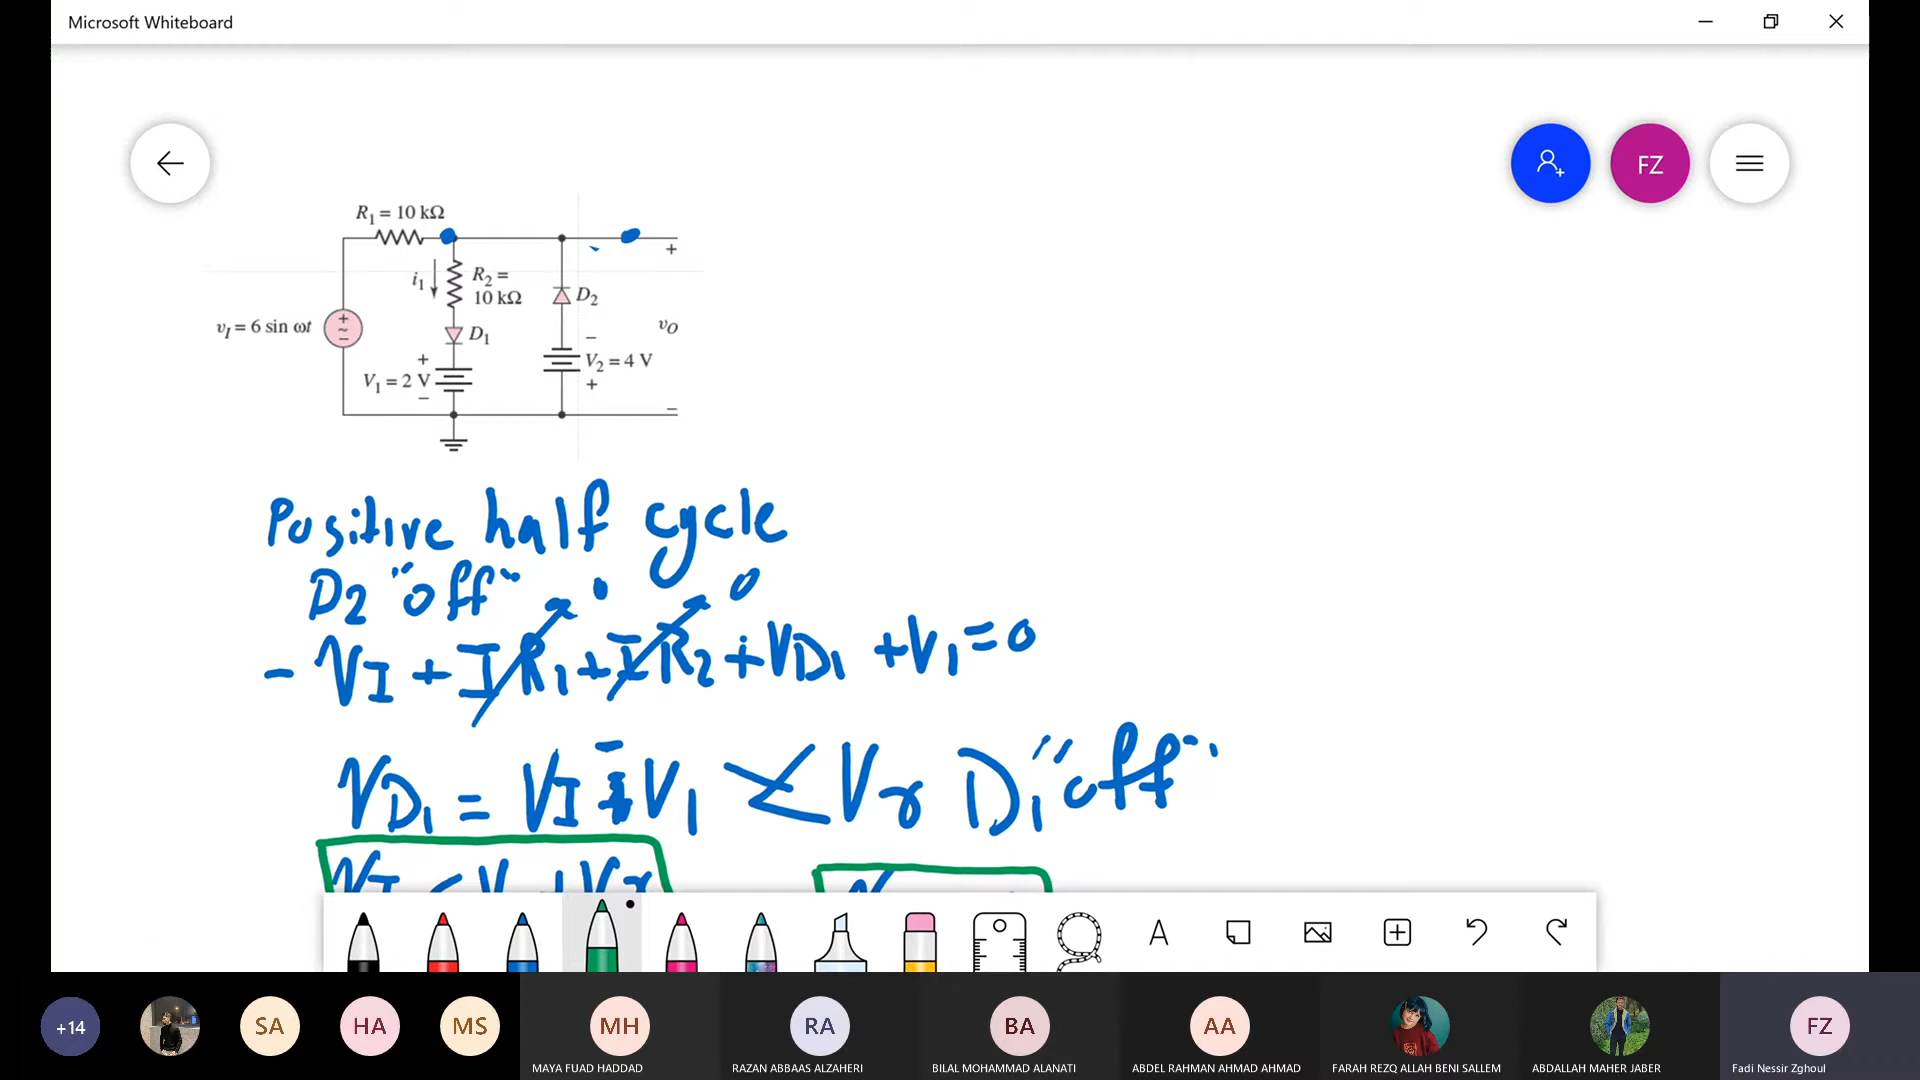 Microsoft Whiteboard
FZ
R1 = 10 kΩ
+
i1
R2 =
10 kΩ
D2
vI = 6 sin ωt
+
~
−
D1
vO
−
+
V2 = 4 V
V1 = 2 V
+
−
−
Positive half cycle
D2 "off" 0 0
- VI + IR1 + IR2 + VD1 + V1 = 0
VD1 = VI - V1 < Vγ D1 "off"
A
+14
SA
HA
MS
MH
RA
BA
AA
FZ
MAYA FUAD HADDAD
RAZAN ABBAAS ALZAHERI
BILAL MOHAMMAD ALANATI
ABDEL RAHMAN AHMAD AHMAD
FARAH REZQ ALLAH BENI SALLEM
ABDALLAH MAHER JABER
Fadi Nessir Zghoul